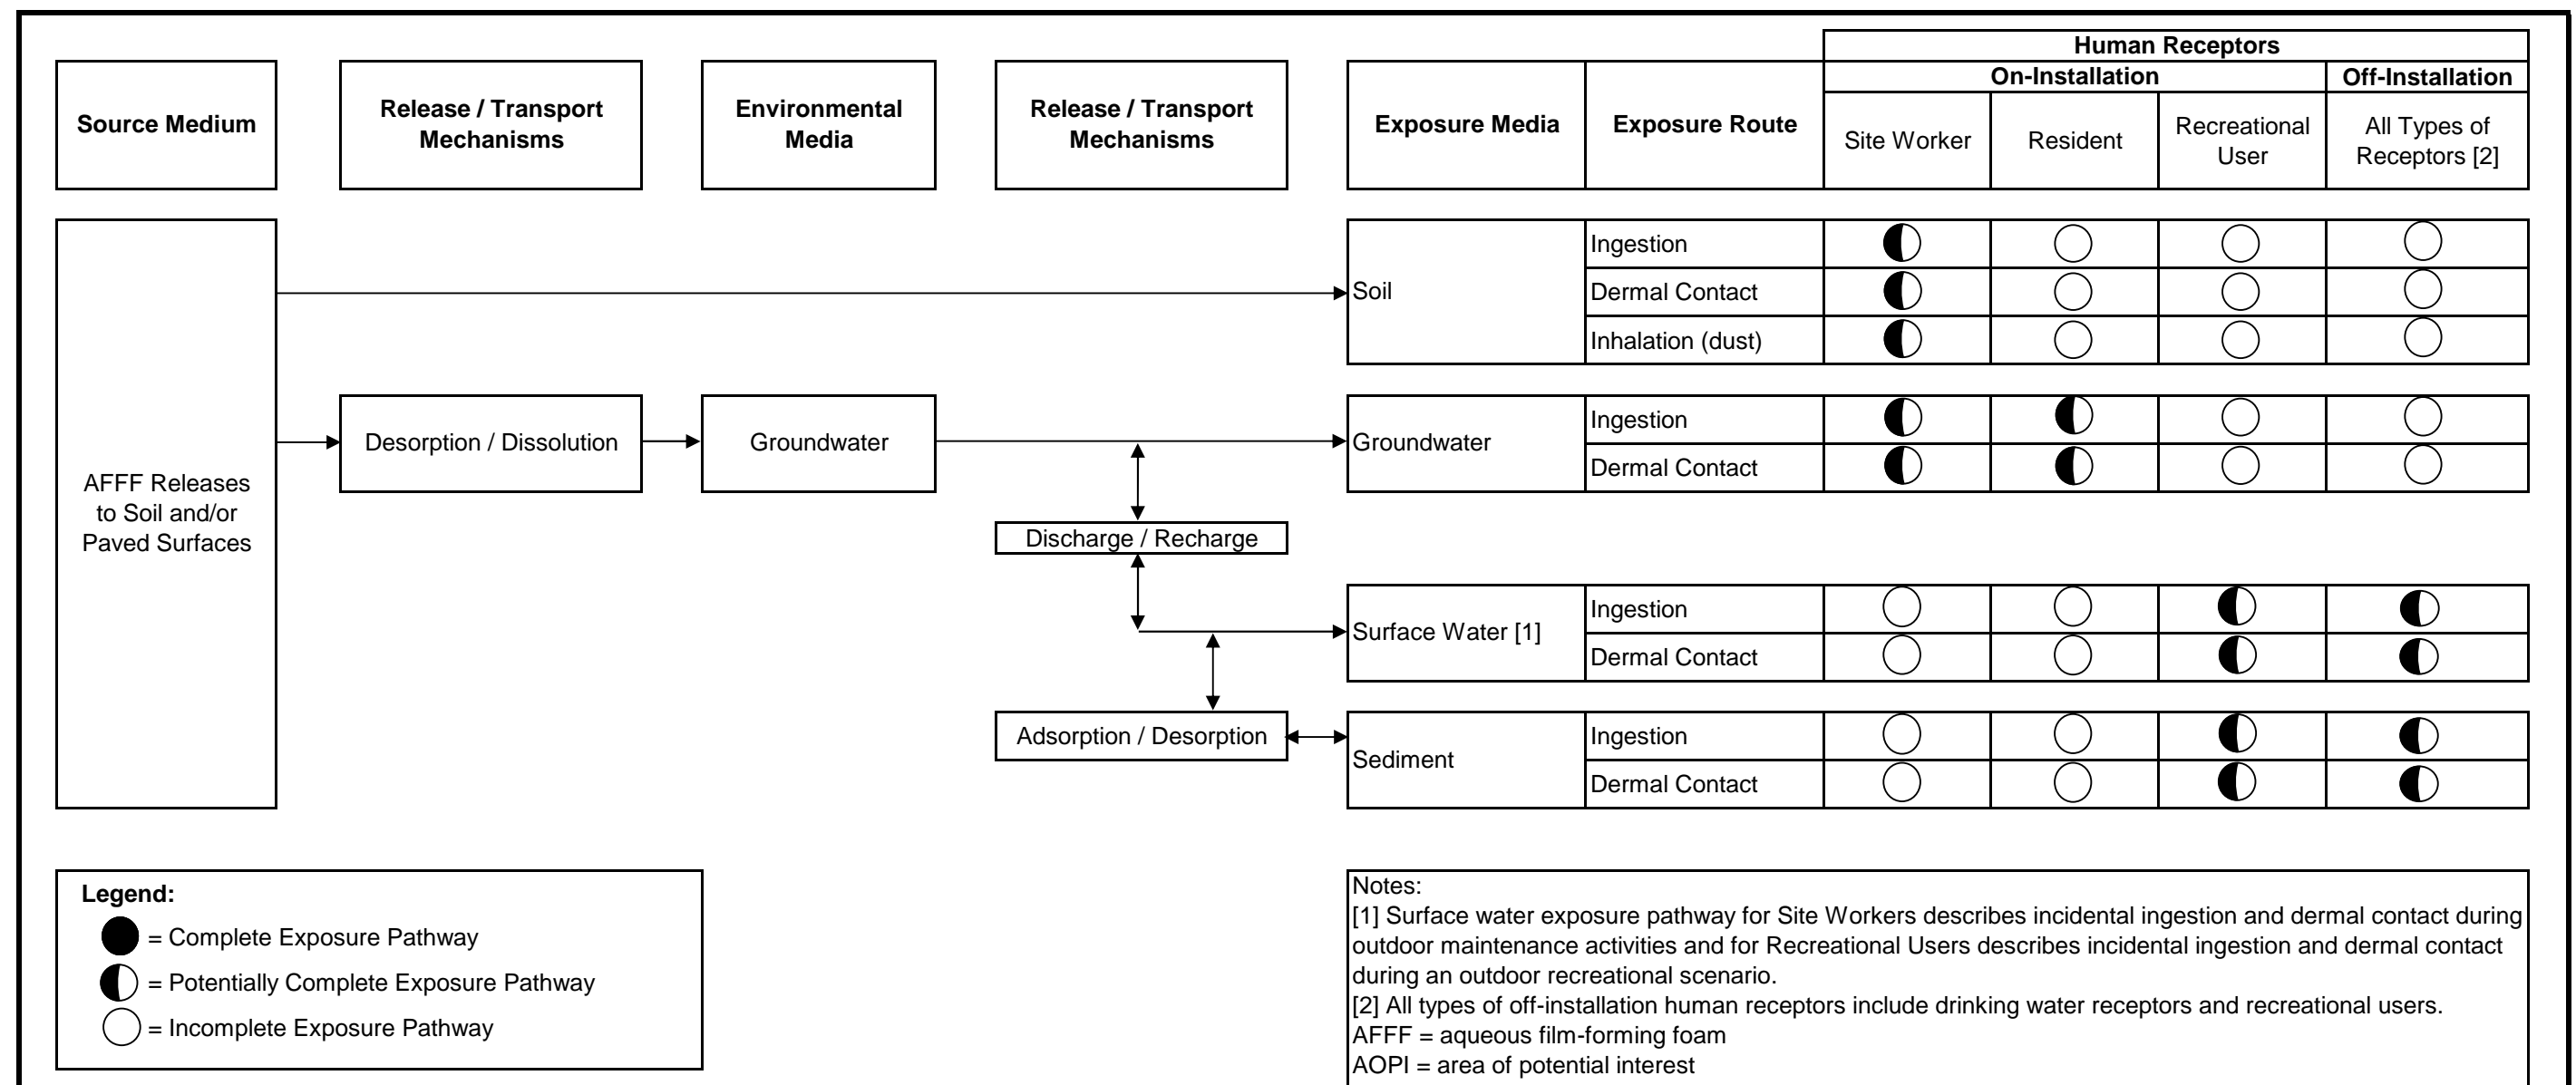 Human Receptors
On-Installation
Off-Installation
Source Medium
Release / Transport
Mechanisms
Environmental
Media
Release / Transport
Mechanisms
Exposure Media
Exposure Route
Site Worker
Resident
Recreational
User
All Types of
Receptors [2]
AFFF Releases
to Soil and/or
Paved Surfaces
Soil
Ingestion
Dermal Contact
Inhalation (dust)
Desorption / Dissolution
Groundwater
Groundwater
Ingestion
Dermal Contact
Discharge / Recharge
Surface Water [1]
Ingestion
Dermal Contact
Adsorption / Desorption
Sediment
Ingestion
Dermal Contact
Legend:
= Complete Exposure Pathway
= Potentially Complete Exposure Pathway
= Incomplete Exposure Pathway
Notes:
[1] Surface water exposure pathway for Site Workers describes incidental ingestion and dermal contact during
outdoor maintenance activities and for Recreational Users describes incidental ingestion and dermal contact
during an outdoor recreational scenario.
[2] All types of off-installation human receptors include drinking water receptors and recreational users.
AFFF = aqueous film-forming foam
AOPI = area of potential interest